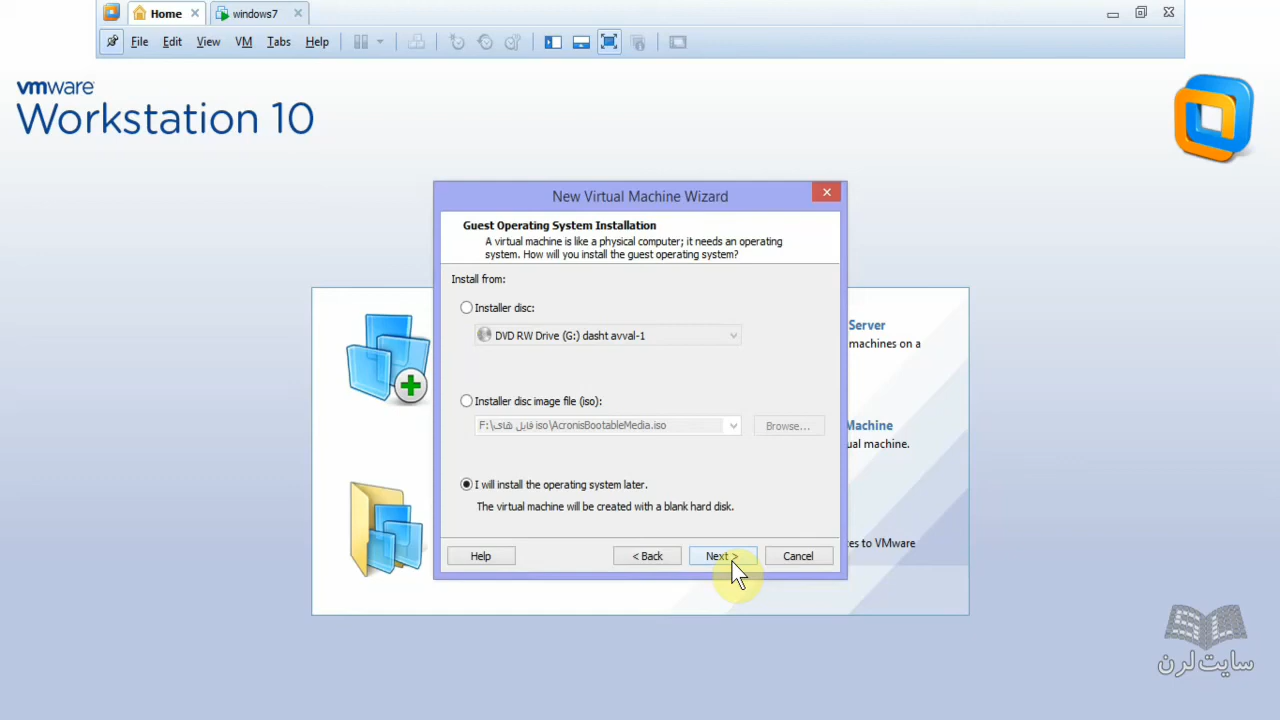 Home
windows7
File Edit View VM Tabs Help
vmware
Workstation 10
New Virtual Machine Wizard
Guest Operating System Installation
A virtual machine is like a physical computer; it needs an operating
system. How will you install the guest operating system?
Install from:
Installer disc:
DVD RW Drive (G:) dasht avval-1
Installer disc image file (iso):
F:\فایل های iso\AcronisBootableMedia.iso
Browse...
I will install the operating system later.
The virtual machine will be created with a blank hard disk.
Help
< Back
Next >
Cancel
Server
machines on a
Machine
ual machine.
es to VMware
سایت لرن